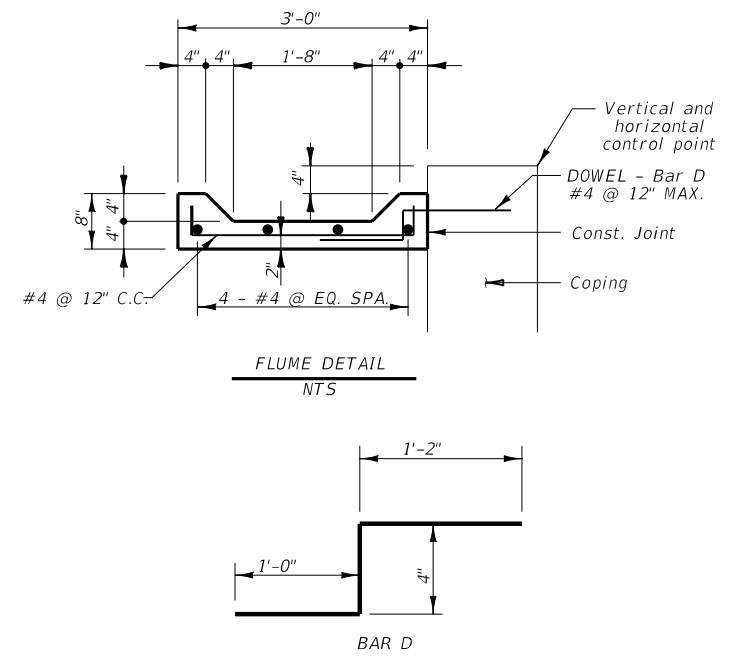 3'-0"
4" 4" 1'-8" 4" 4"
Vertical and
horizontal
control point
4"
DOWEL - Bar D
#4 @ 12" MAX.
8"
4"
4"
Const. Joint
2"
Coping
#4 @ 12" C.C.
4 - #4 @ EQ. SPA.
FLUME DETAIL
NTS
1'-2"
1'-0"
4"
BAR D